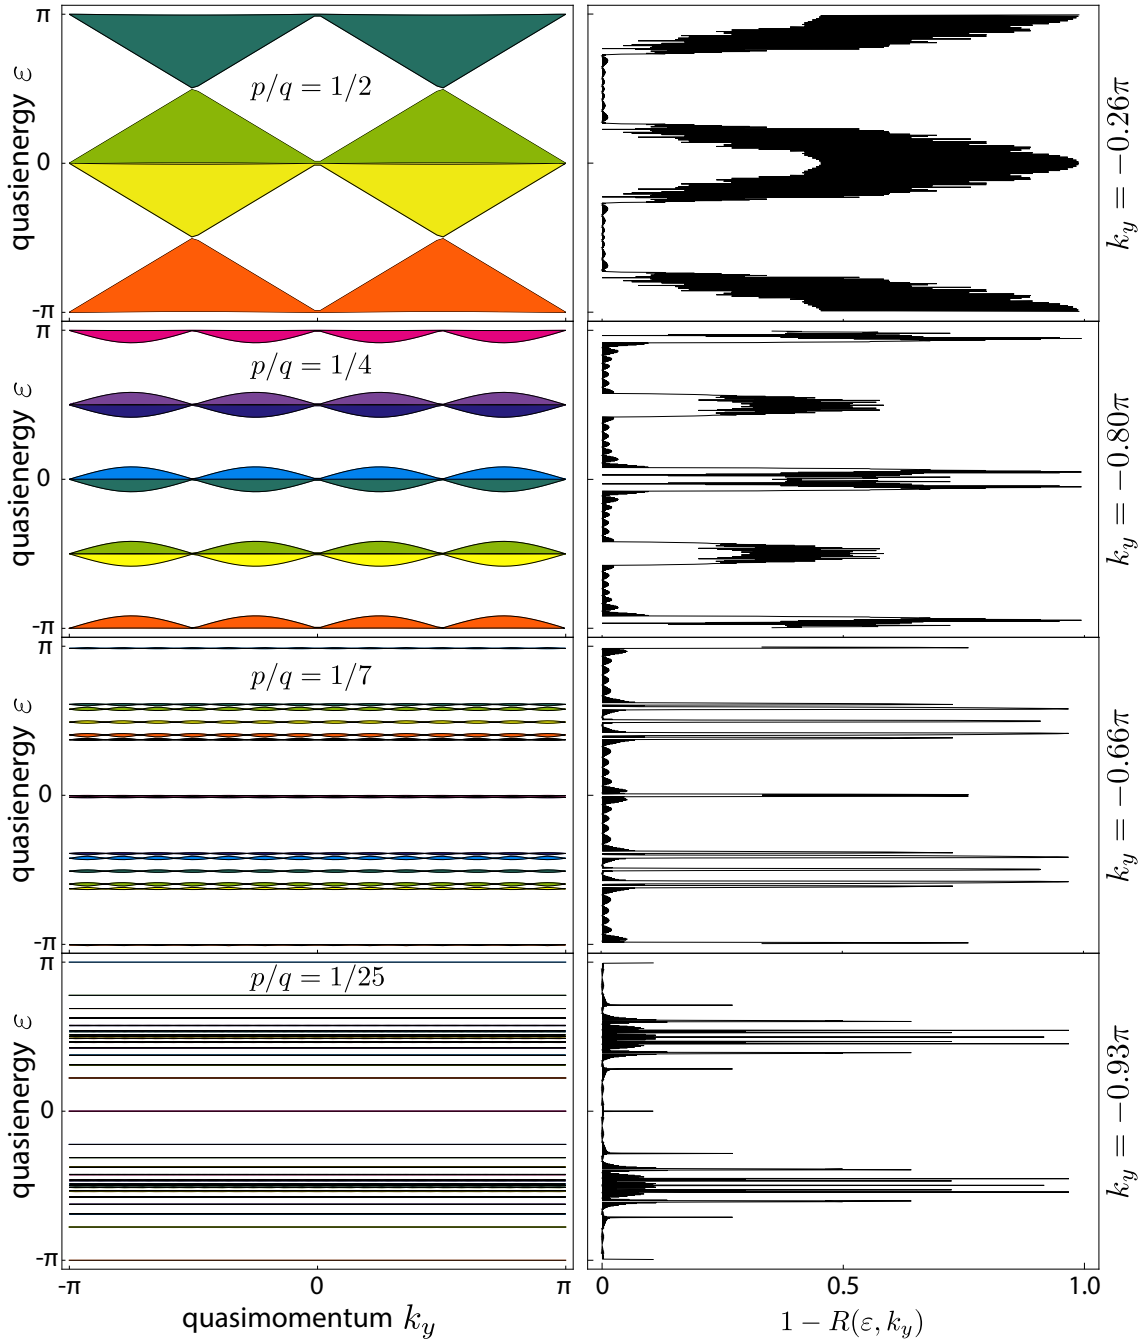 π
quasienergy ε
0
-π
p/q = 1/2
k_y = −0.26π
π
quasienergy ε
0
-π
p/q = 1/4
k_y = −0.80π
π
quasienergy ε
0
-π
p/q = 1/7
k_y = −0.66π
π
quasienergy ε
0
-π
p/q = 1/25
k_y = −0.93π
-π 0 π
quasimomentum k_y
0 0.5 1.0
1 − R(ε, k_y)